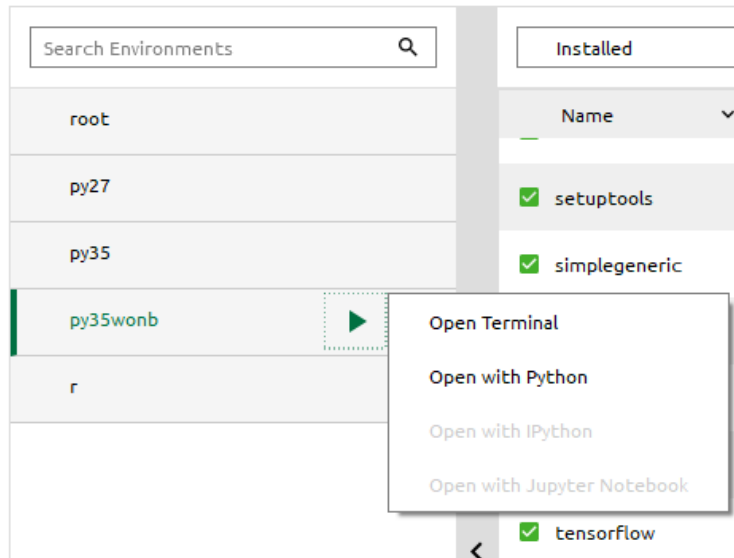 Search Environments
root
py27
py35
py35wonb
r
Installed
Name
setuptools
simplegeneric
Open Terminal
Open with Python
Open with IPython
Open with Jupyter Notebook
tensorflow